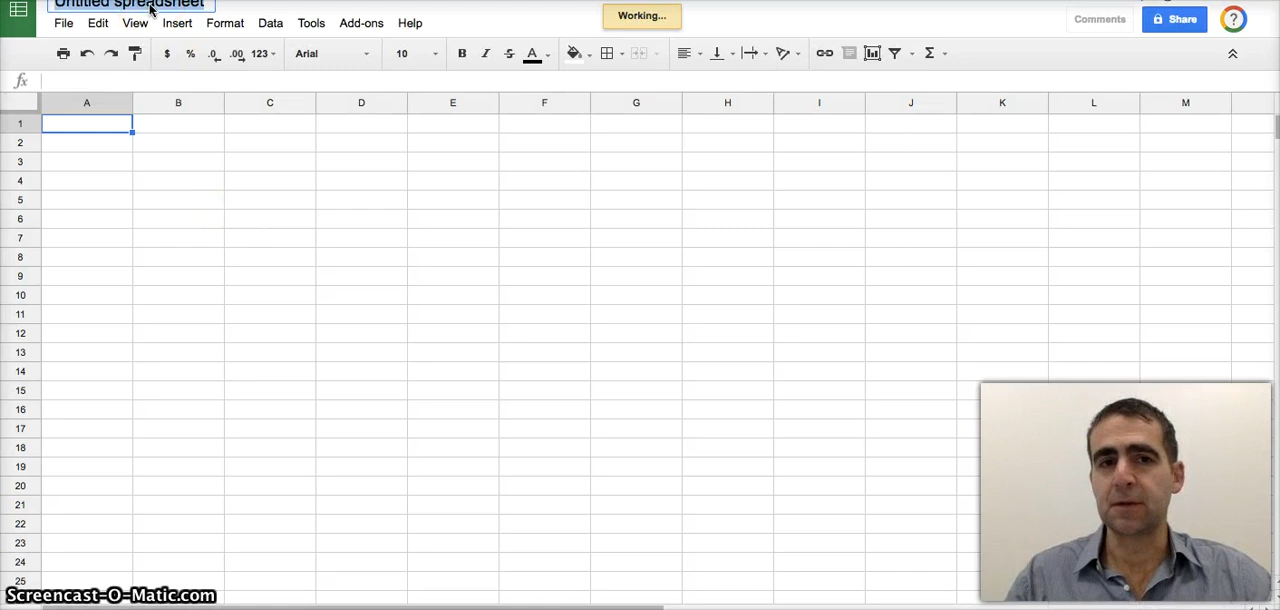 Untitled spreadsheet
Working...
Comments
Share
?
File Edit View Insert Format Data Tools Add-ons Help
$ % .0 .00 123 Arial 10 B I S A Σ
fx
A B C D E F G H I J K L M
1
2
3
4
5
6
7
8
9
10
11
12
13
14
15
16
17
18
19
20
21
22
23
24
25
Screencast-O-Matic.com